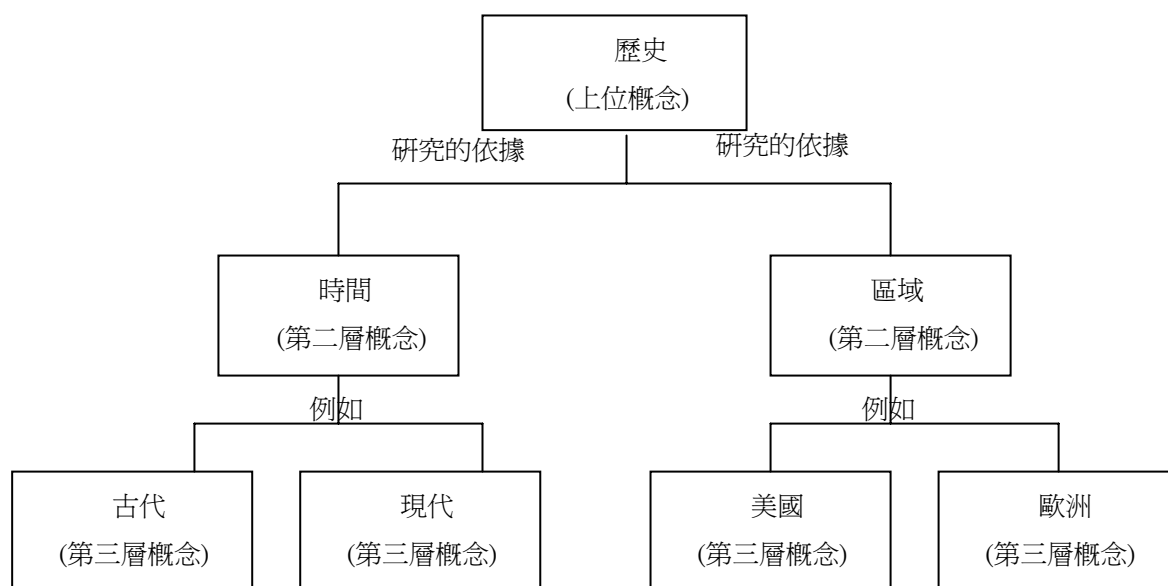 歷史
(上位概念)
研究的依據
研究的依據
時間
(第二層概念)
區域
(第二層概念)
例如
例如
古代
(第三層概念)
現代
(第三層概念)
美國
(第三層概念)
歐洲
(第三層概念)